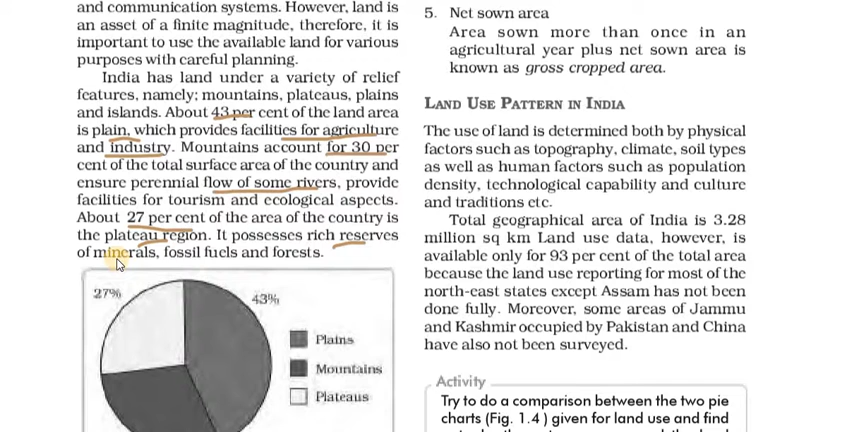 and communication systems. However, land is
an asset of a finite magnitude, therefore, it is
important to use the available land for various
purposes with careful planning.
India has land under a variety of relief
features, namely; mountains, plateaus, plains
and islands. About 43 per cent of the land area
is plain, which provides facilities for agriculture
and industry. Mountains account for 30 per
cent of the total surface area of the country and
ensure perennial flow of some rivers, provide
facilities for tourism and ecological aspects.
About 27 per cent of the area of the country is
the plateau region. It possesses rich reserves
of minerals, fossil fuels and forests.
27%
43%
Plains
Mountains
Plateaus
5. Net sown area
Area sown more than once in an
agricultural year plus net sown area is
known as gross cropped area.
LAND USE PATTERN IN INDIA
The use of land is determined both by physical
factors such as topography, climate, soil types
as well as human factors such as population
density, technological capability and culture
and traditions etc.
Total geographical area of India is 3.28
million sq km Land use data, however, is
available only for 93 per cent of the total area
because the land use reporting for most of the
north-east states except Assam has not been
done fully. Moreover, some areas of Jammu
and Kashmir occupied by Pakistan and China
have also not been surveyed.
Activity
Try to do a comparison between the two pie
charts (Fig. 1.4 ) given for land use and find